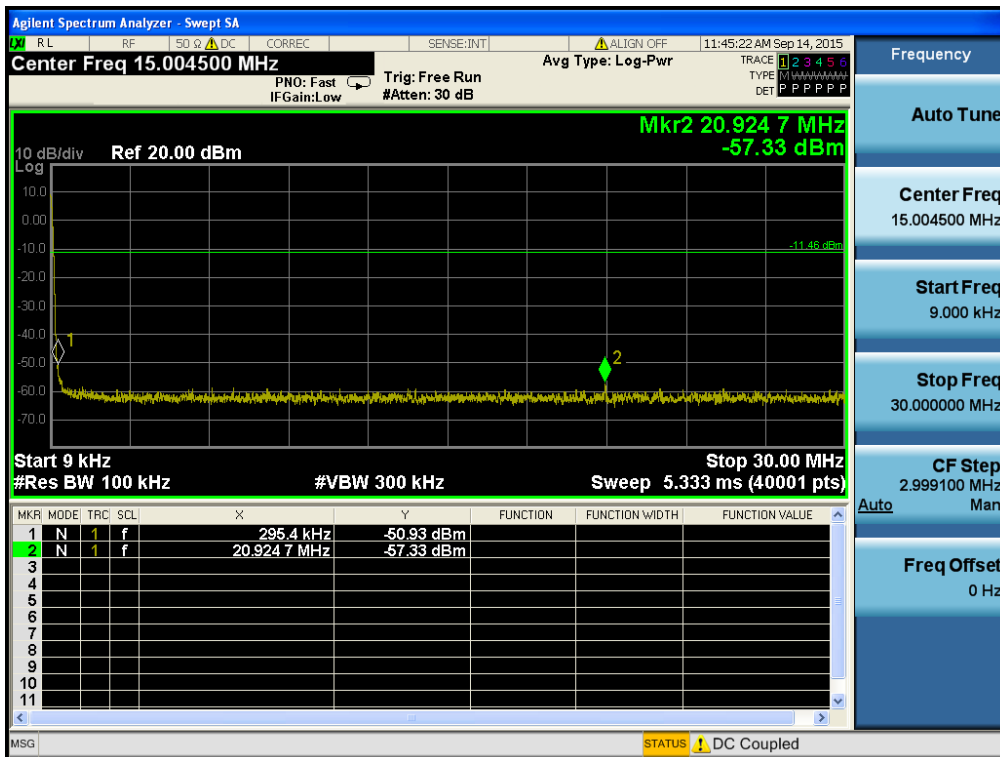 Agilent Spectrum Analyzer - Swept SA
LXI RL RF 50 Ω DC CORREC SENSE:INT ALIGN OFF 11:45:22 AM Sep 14, 2015
Center Freq 15.004500 MHz
PNO: Fast
IFGain:Low
Trig: Free Run
#Atten: 30 dB
Avg Type: Log-Pwr
TRACE 1 2 3 4 5 6
TYPE M WWWWW
DET P P P P P P
Mkr2 20.924 7 MHz
-57.33 dBm
10 dB/div Ref 20.00 dBm
Log
10.0
0.00
-10.0
-11.46 dBm
-20.0
-30.0
-40.0
1
-50.0
2
-60.0
-70.0
Start 9 kHz Stop 30.00 MHz
#Res BW 100 kHz #VBW 300 kHz Sweep 5.333 ms (40001 pts)
MKR MODE TRC SCL X Y FUNCTION FUNCTION WIDTH FUNCTION VALUE
1 N 1 f 295.4 kHz -50.93 dBm
2 N 1 f 20.924 7 MHz -57.33 dBm
3
4
5
6
7
8
9
10
11
MSG STATUS DC Coupled
Frequency
Auto Tune
Center Freq
15.004500 MHz
Start Freq
9.000 kHz
Stop Freq
30.000000 MHz
CF Step
2.999100 MHz
Auto Man
Freq Offset
0 Hz